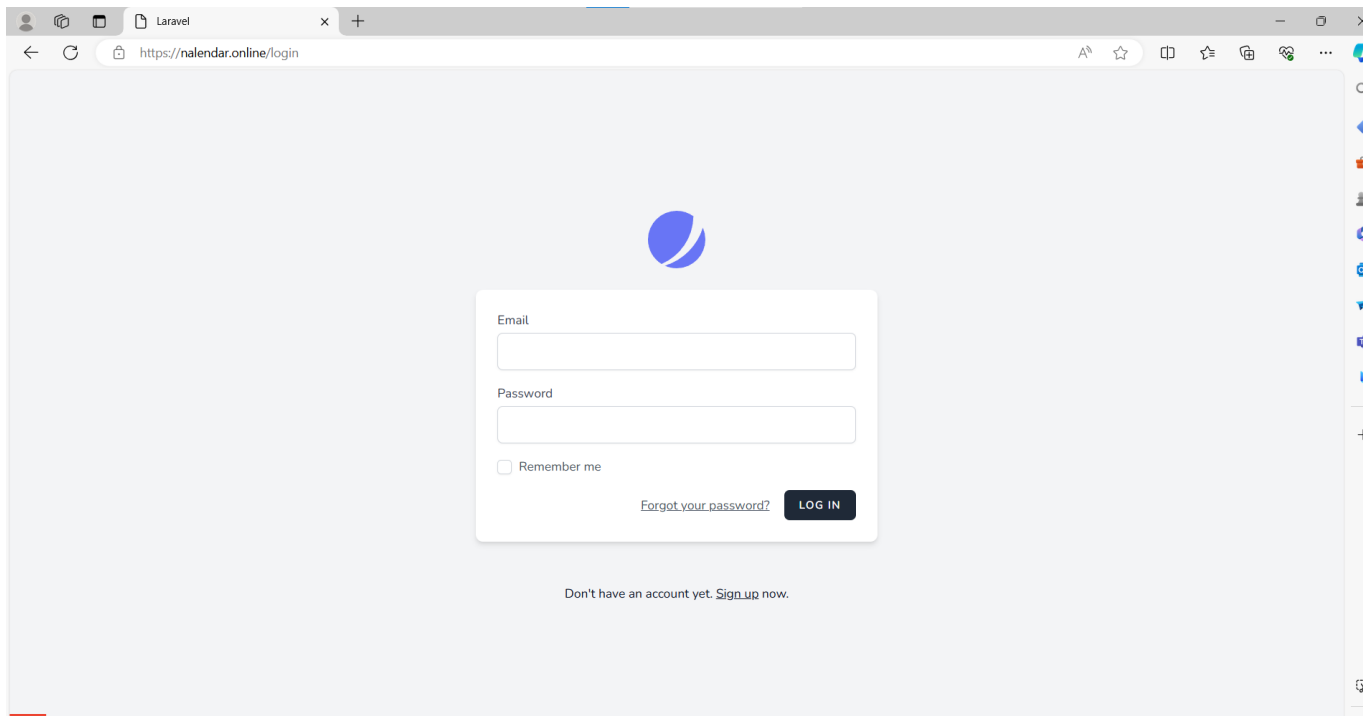 Laravel
https://nalendar.online/login
Email
Password
Remember me
Forgot your password? LOG IN
Don't have an account yet. Sign up now.